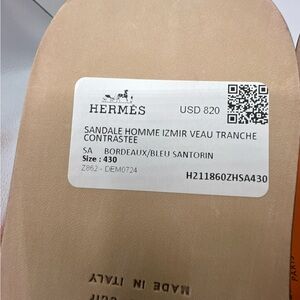 HERMÈS
USD 820
SANDALE HOMME IZMIR VEAU TRANCHE
CONTRASTEE
SA BORDEAUX/BLEU SANTORIN
Size : 430
Z862 - DEM0724
H211860ZHSA430
MADE IN ITALY